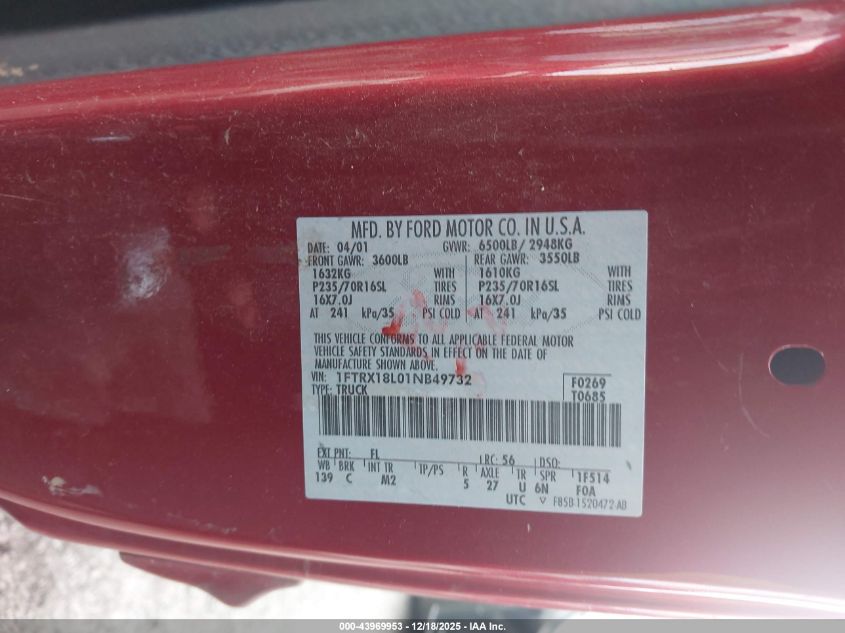 MFD. BY FORD MOTOR CO. IN U.S.A.
DATE: 04/01 GVWR: 6500LB/ 2948KG
FRONT GAWR: 3600LB REAR GAWR: 3550LB
1632KG WITH 1610KG WITH
P235/70R16SL TIRES P235/70R16SL TIRES
16X7.0J RIMS 16X7.0J RIMS
AT 241 kPa/35 PSI COLD AT 241 kPa/35 PSI COLD
THIS VEHICLE CONFORMS TO ALL APPLICABLE FEDERAL MOTOR
VEHICLE SAFETY STANDARDS IN EFFECT ON THE DATE OF
MANUFACTURE SHOWN ABOVE.
VIN: 1FTRX18L01NB49732 F0269
TYPE: TRUCK T0685
EXT PNT: FL RC: 56 DSO:
WB BRK INT TR TP/PS R AXLE TR SPR 1F514
139 C M2 5 27 U 6N F0A
UTC F85B-1520472-AB
000-43969953 - 12/18/2025 - IAA Inc.